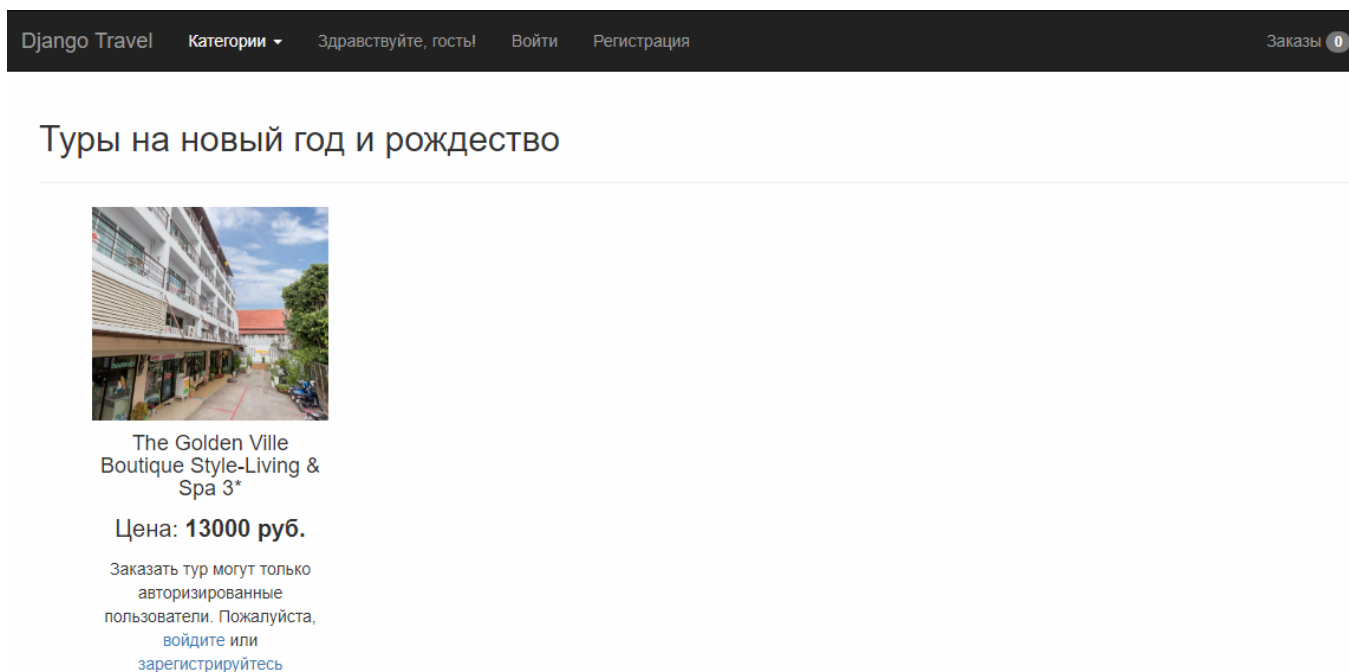 Django Travel Категории Здравствуйте, гость! Войти Регистрация Заказы 0
Туры на новый год и рождество
The Golden Ville
Boutique Style-Living &
Spa 3*
Цена: 13000 руб.
Заказать тур могут только
авторизированные
пользователи. Пожалуйста,
войдите или
зарегистрируйтесь